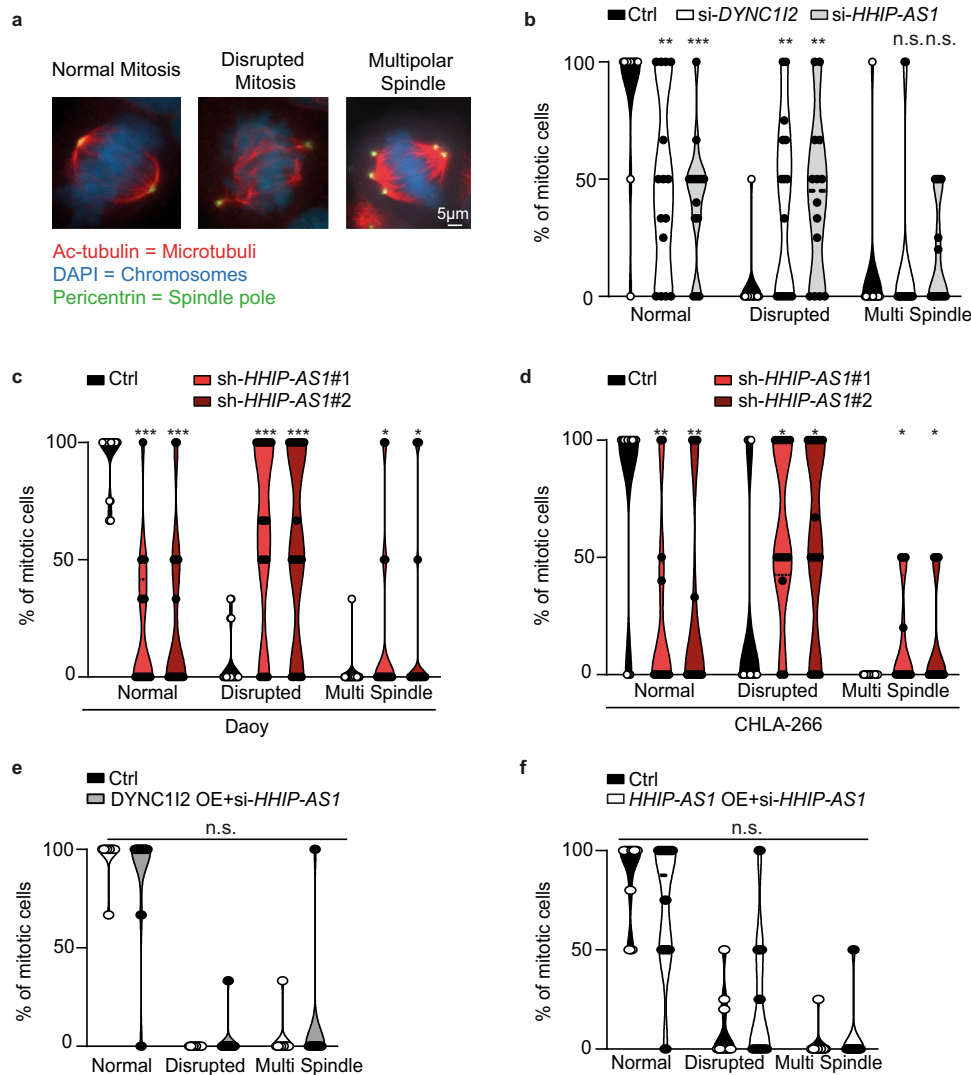 a
Normal Mitosis
Disrupted
Mitosis
Multipolar
Spindle
5µm
Ac-tubulin = Microtubuli
DAPI = Chromosomes
Pericentrin = Spindle pole
b
Ctrl si-DYNC1I2 si-HHIP-AS1
** *** ** ** n.s. n.s.
% of mitotic cells
100
50
0
Normal Disrupted Multi Spindle
c
Ctrl sh-HHIP-AS1#1
sh-HHIP-AS1#2
*** *** *** *** * *
% of mitotic cells
100
50
0
Normal Disrupted Multi Spindle
Daoy
d
Ctrl sh-HHIP-AS1#1
sh-HHIP-AS1#2
** ** * * * *
% of mitotic cells
100
50
0
Normal Disrupted Multi Spindle
CHLA-266
e
Ctrl
DYNC1I2 OE+si-HHIP-AS1
n.s.
% of mitotic cells
100
50
0
Normal Disrupted Multi Spindle
f
Ctrl
HHIP-AS1 OE+si-HHIP-AS1
n.s.
% of mitotic cells
100
50
0
Normal Disrupted Multi Spindle